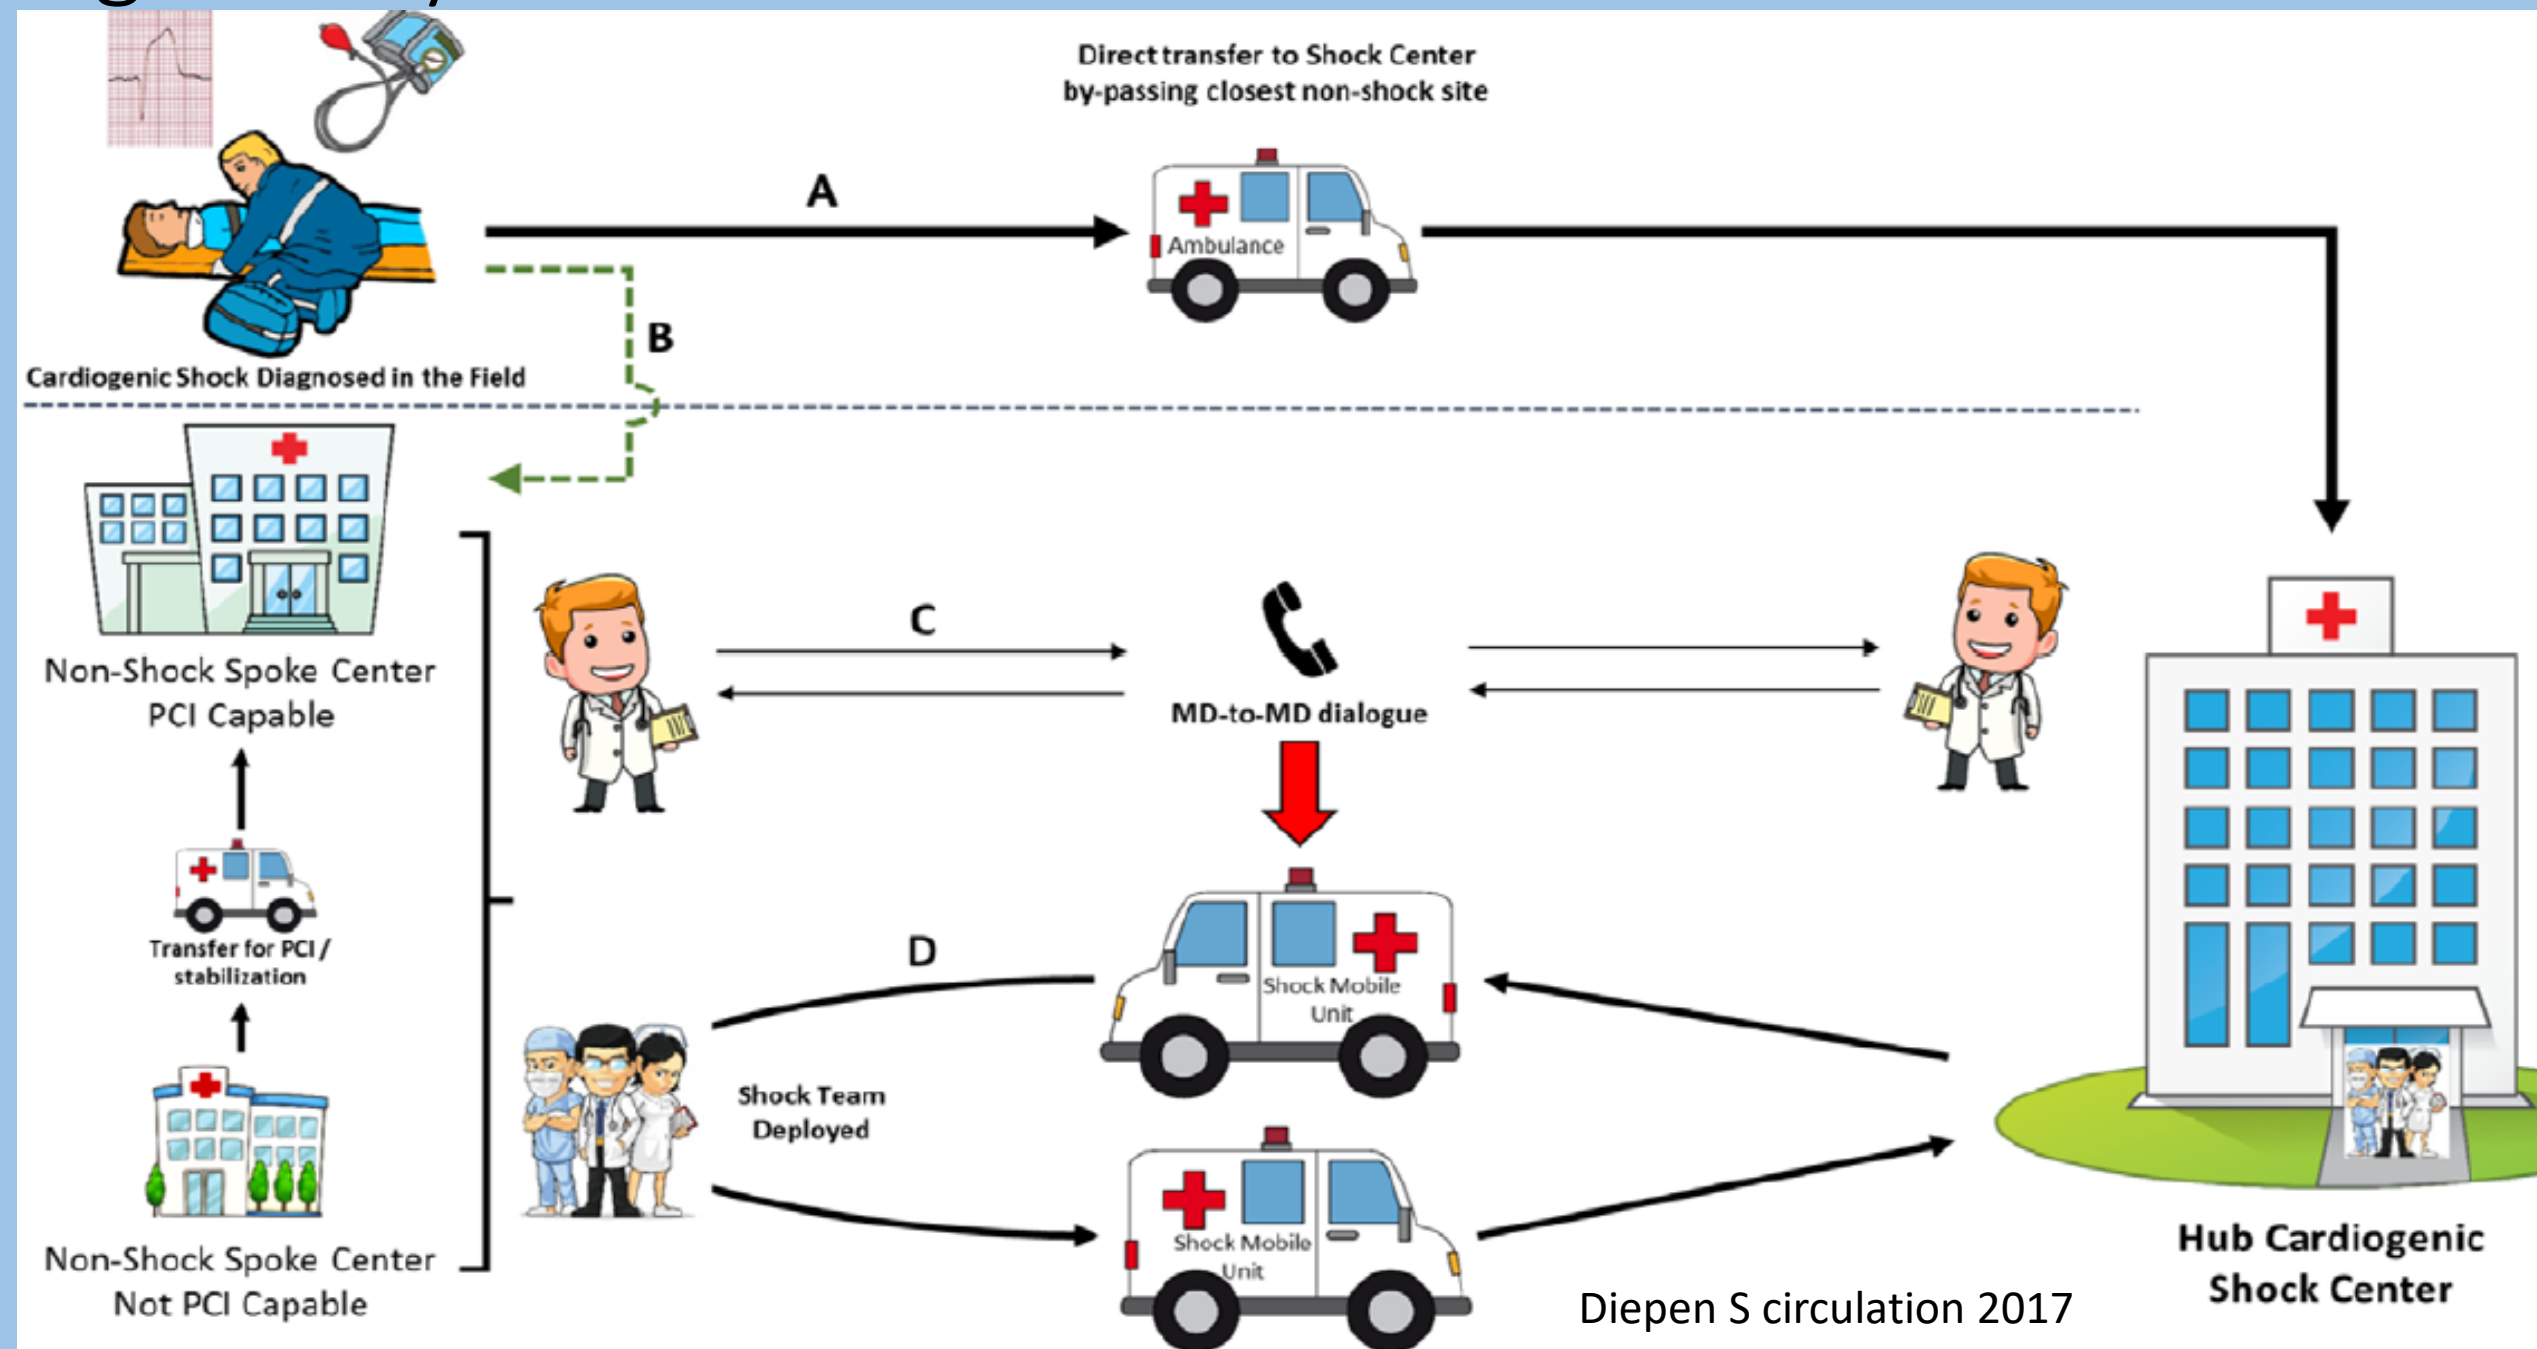 Direct transfer to Shock Center
by-passing closest non-shock site
A
Ambulance
B
Cardiogenic Shock Diagnosed in the Field
Non-Shock Spoke Center
PCI Capable
C
MD-to-MD dialogue
Transfer for PCI /
stabilization
D
Shock Mobile
Unit
Shock Team
Deployed
Non-Shock Spoke Center
Not PCI Capable
Shock Mobile
Unit
Hub Cardiogenic
Shock Center
Diepen S circulation 2017